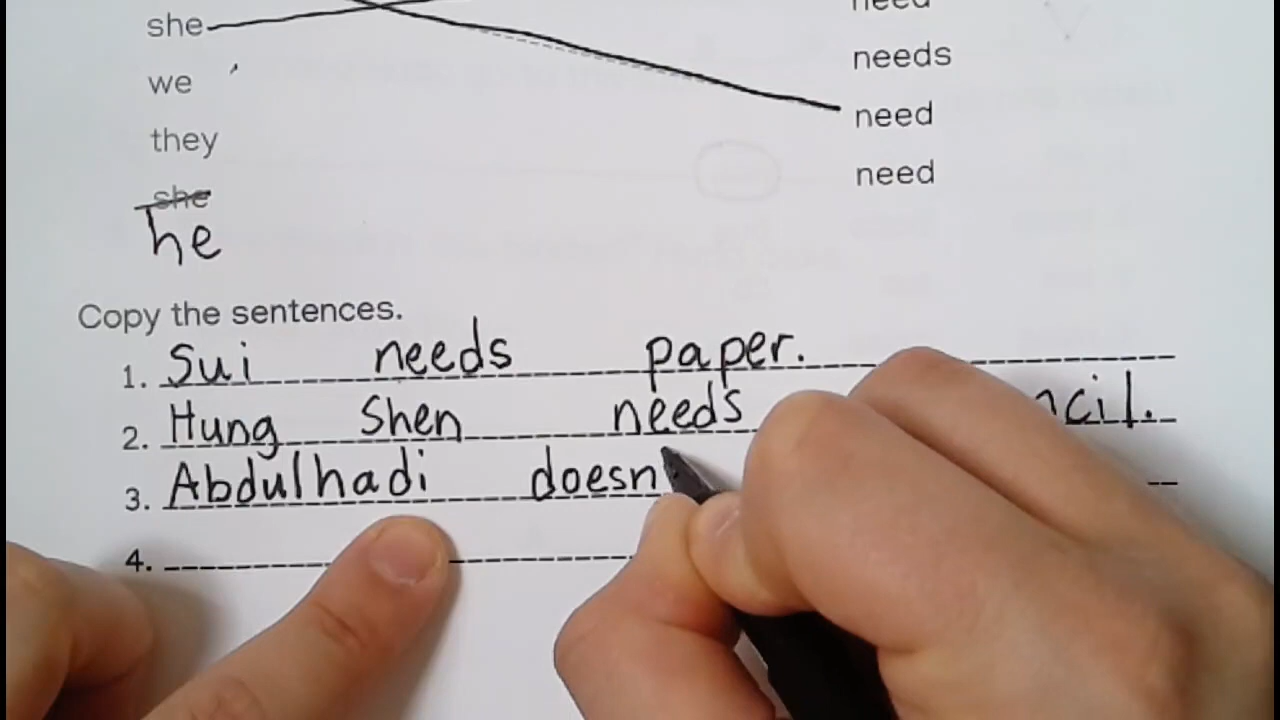 need
she needs
we need
they need
she
he
Copy the sentences.
1. Sui needs paper.
2. Hung Shen needs
3. Abdulhadi doesn
4.